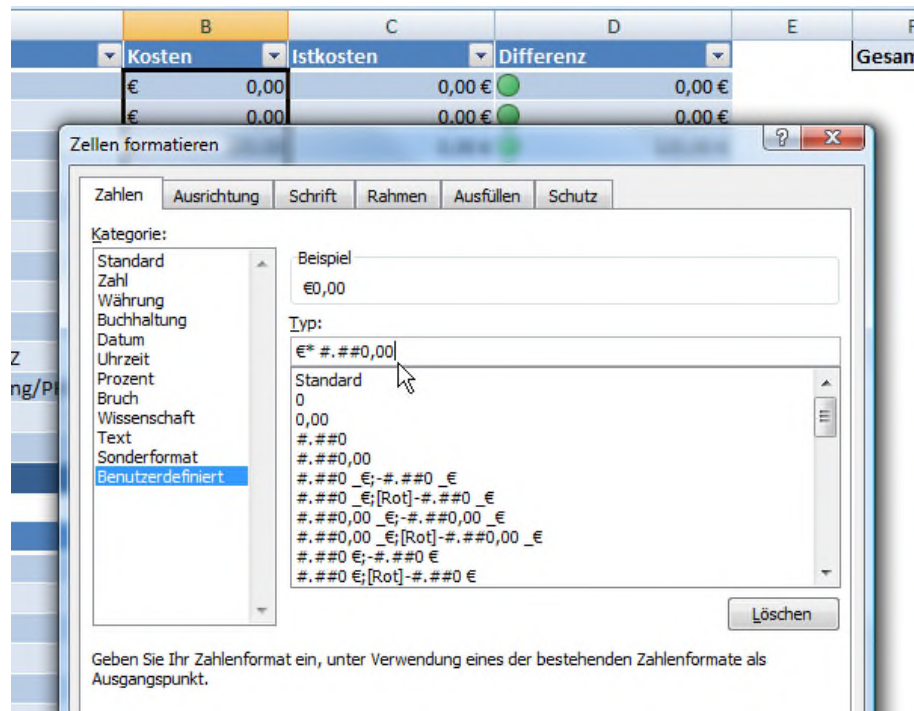 B C D E F
Kosten Istkosten Differenz Gesam
€ 0,00 0,00 € 0,00 €
€ 0,00 0,00 € 0,00 €
Zellen formatieren
Zahlen Ausrichtung Schrift Rahmen Ausfüllen Schutz
Kategorie:
Standard
Zahl
Währung
Buchhaltung
Datum
Uhrzeit
Prozent
Bruch
Wissenschaft
Text
Sonderformat
Benutzerdefiniert
Beispiel
€0,00
Typ:
€* #.##0,00
Standard
0
0,00
#.##0
#.##0,00
#.##0 _€;-#.##0 _€
#.##0 _€;[Rot]-#.##0 _€
#.##0,00 _€;-#.##0,00 _€
#.##0,00 _€;[Rot]-#.##0,00 _€
#.##0 €;-#.##0 €
#.##0 €;[Rot]-#.##0 €
Z
ng/P
Löschen
Geben Sie Ihr Zahlenformat ein, unter Verwendung eines der bestehenden Zahlenformate als
Ausgangspunkt.